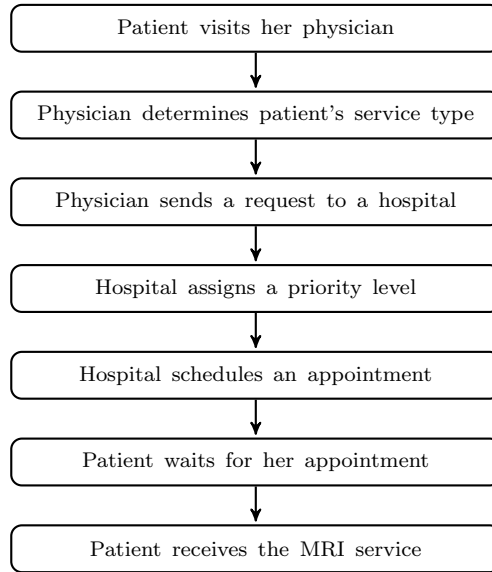 Patient visits her physician
Physician determines patient's service type
Physician sends a request to a hospital
Hospital assigns a priority level
Hospital schedules an appointment
Patient waits for her appointment
Patient receives the MRI service